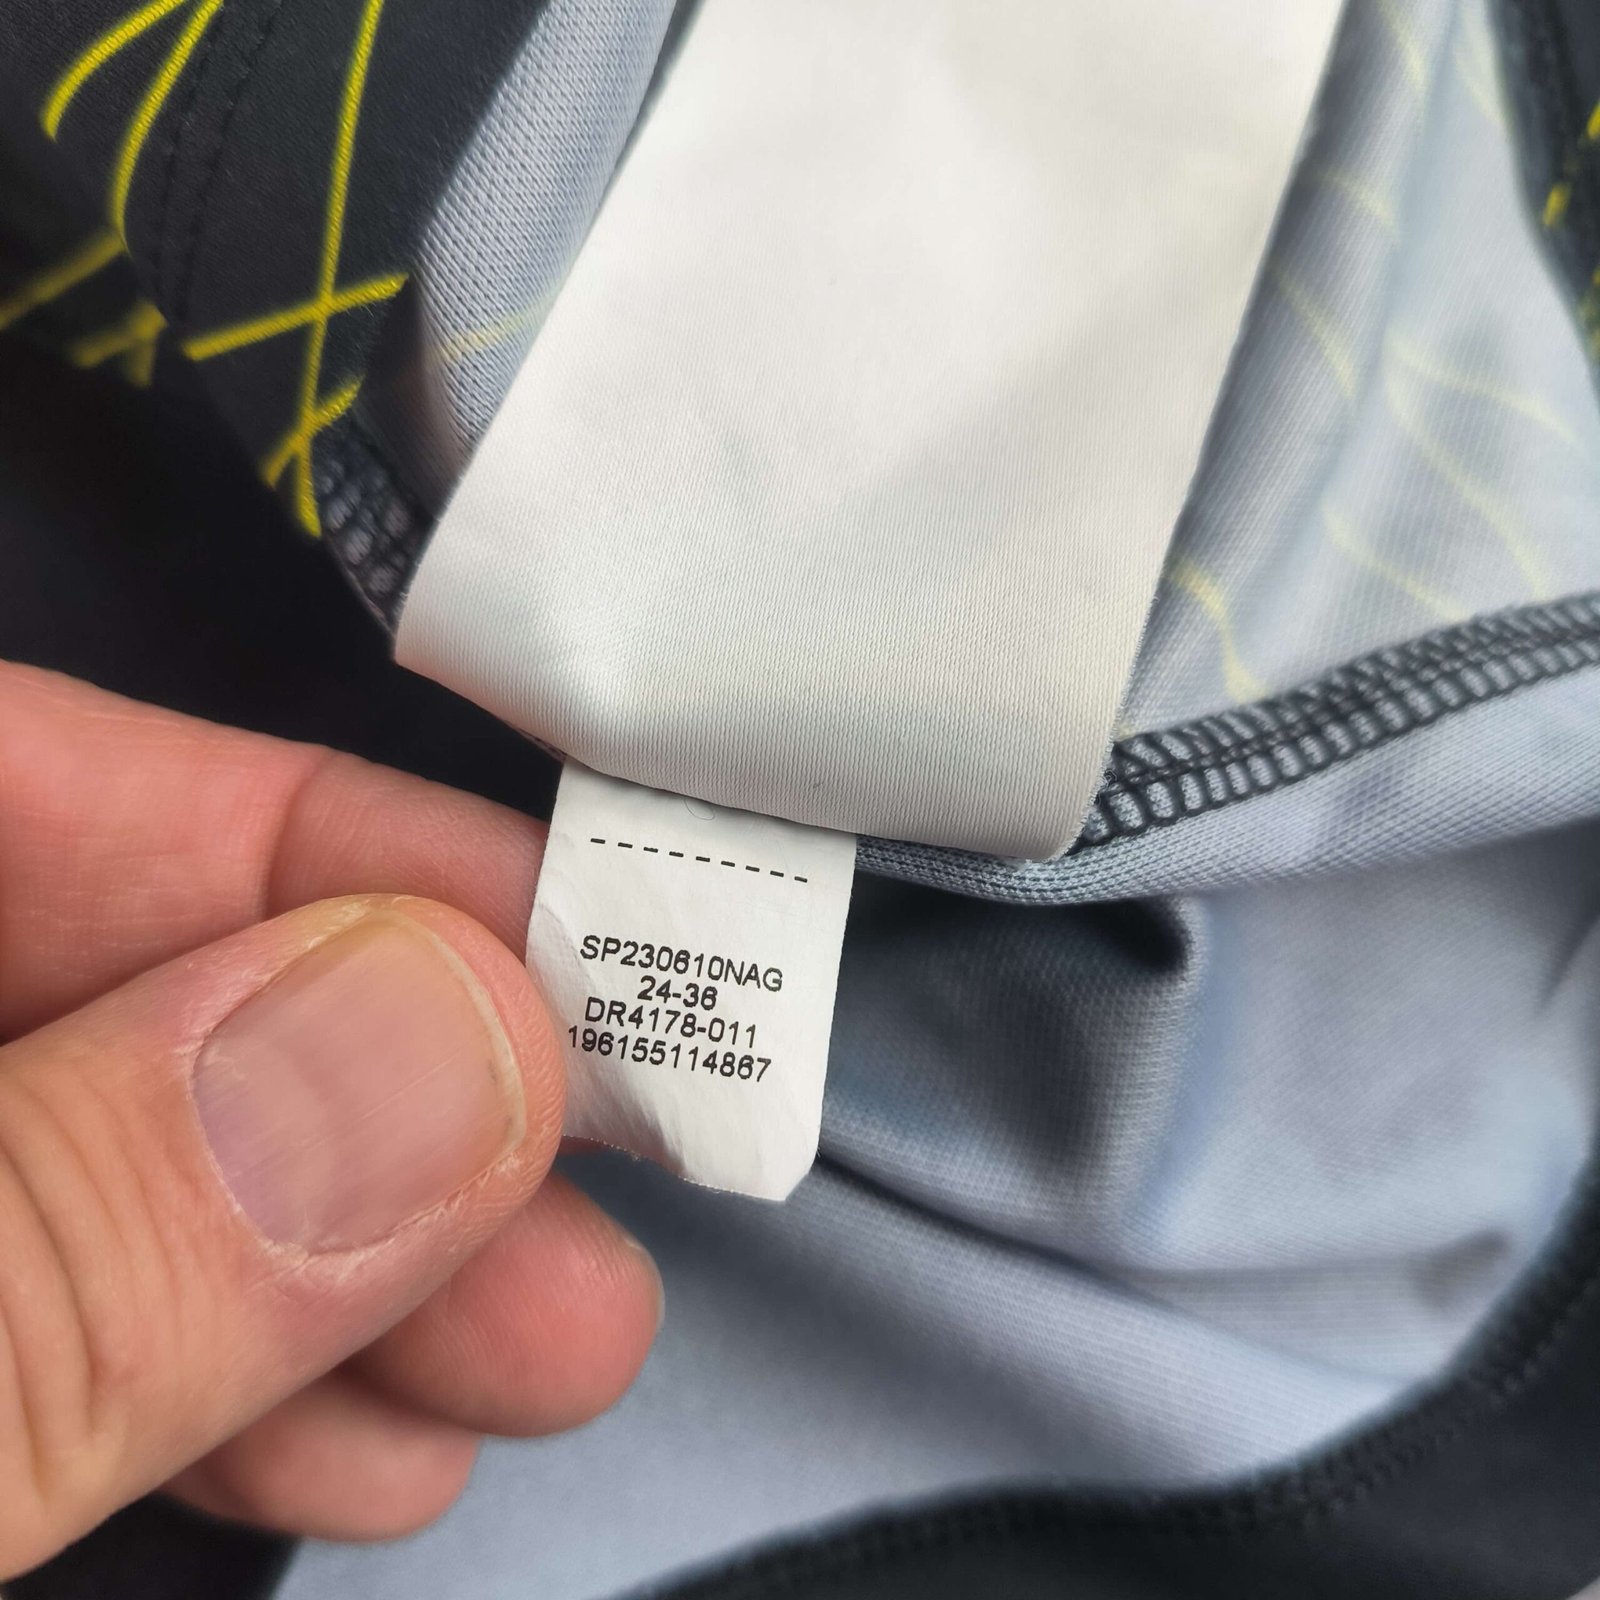 ---------
SP230610NAG
24-36
DR4178-011
196155114867